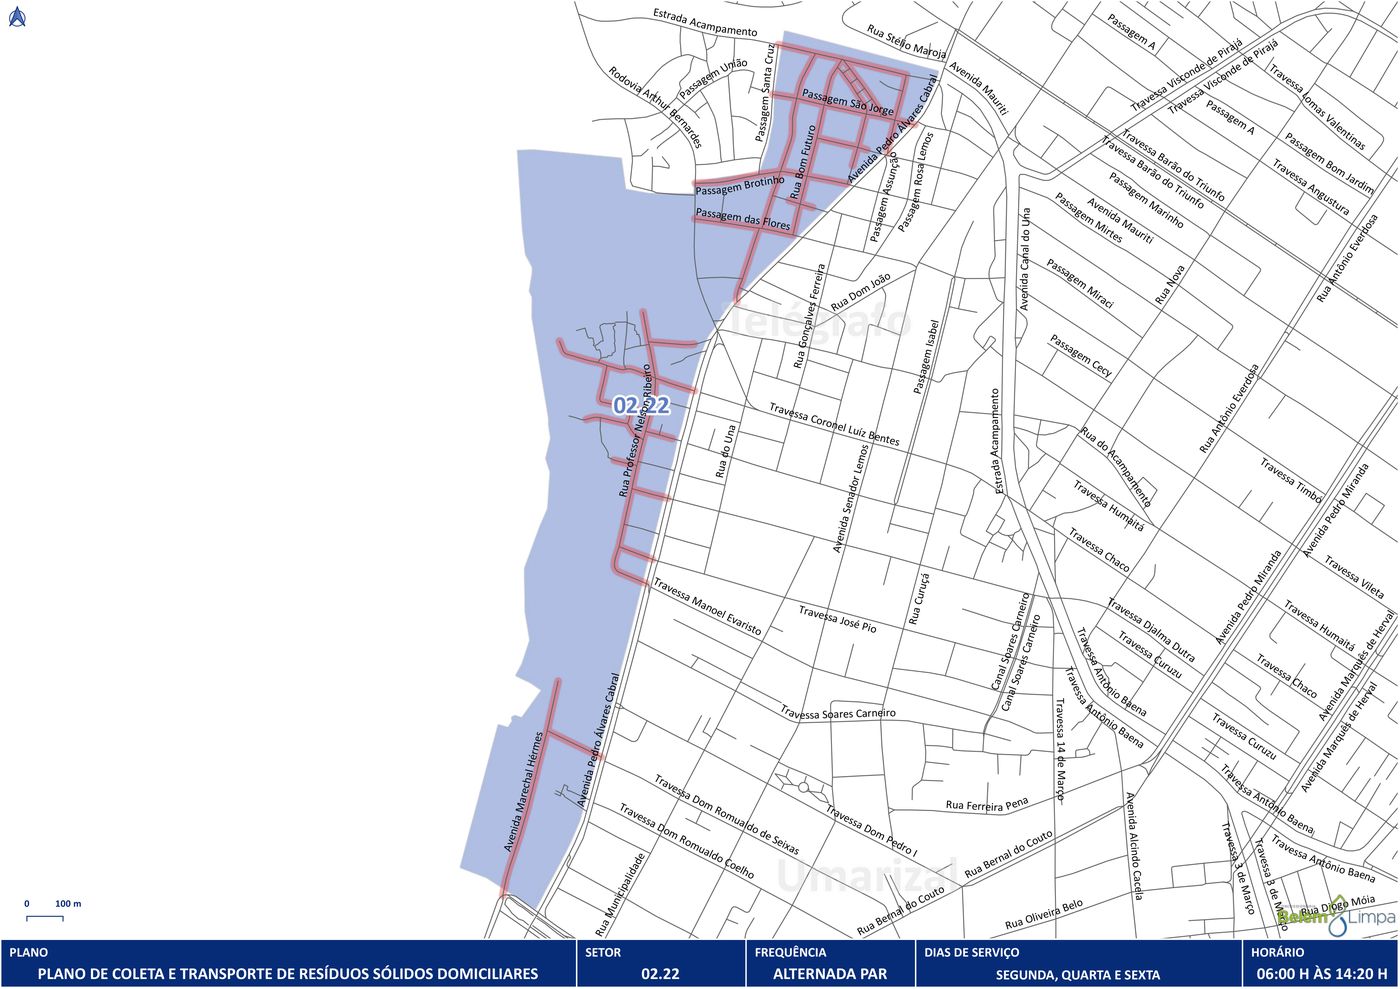 Estrada Acampamento
Rua Stélio Maroja
Passagem A
Travessa Visconde de Pirajá
Travessa Visconde de Pirajá
Passagem União
Rodovia Arthur Bernardes
Passagem Santa Cruz
Avenida Mauriti
Travessa Lomas Valentinas
Passagem São Jorge
Avenida Pedro Álvares Cabral
Passagem A
Passagem Bom Jardim
Rua Bom Futuro
Passagem Assunção
Passagem Rosa Lemos
Travessa Barão do Triunfo
Travessa Barão do Triunfo
Travessa Angustura
Passagem Brotinho
Passagem Marinho
Passagem das Flores
Avenida Mauriti
Passagem Mirtes
Avenida Canal do Una
Rua Antônio Everdosa
Rua Gonçalves Ferreira
Rua Dom João
Passagem Miraci
Rua Nova
Telégrafo
Passagem Isabel
Passagem Cecy
Rua Professor Nelson Ribeiro
02.22
Travessa Coronel Luíz Bentes
Estrada Acampamento
Rua Antônio Everdosa
Rua do Una
Rua do Acampamento
Avenida Senador Lemos
Travessa Timbó
Avenida Pedro Miranda
Travessa Humaitá
Travessa Chaco
Travessa Vileta
Avenida Pedro Miranda
Travessa Manoel Evaristo
Travessa José Pio
Rua Curuçá
Canal Soares Carneiro
Canal Soares Carneiro
Travessa Djalma Dutra
Travessa Curuzu
Travessa Humaitá
Avenida Marquês de Herval
Travessa Chaco
Travessa Antônio Baena
Travessa Antônio Baena
Avenida Marquês de Herval
Avenida Pedro Álvares Cabral
Travessa Soares Carneiro
Travessa 14 de Março
Travessa Curuzu
Avenida Marechal Hérmes
Travessa Dom Romualdo de Seixas
Travessa Dom Pedro I
Rua Ferreira Pena
Travessa Antônio Baena
Travessa Dom Romualdo Coelho
Rua Bernal do Couto
Avenida Alcindo Cacela
Travessa 3 de Março
Travessa 3 de Março
Travessa Antônio Baena
Umarizal
Rua Municipalidade
Rua Bernal do Couto
Rua Oliveira Belo
Rua Diogo Móia
Belém Limpa
0 100 m
PLANO
PLANO DE COLETA E TRANSPORTE DE RESÍDUOS SÓLIDOS DOMICILIARES
SETOR
02.22
FREQUÊNCIA
ALTERNADA PAR
DIAS DE SERVIÇO
SEGUNDA, QUARTA E SEXTA
HORÁRIO
06:00 H ÀS 14:20 H